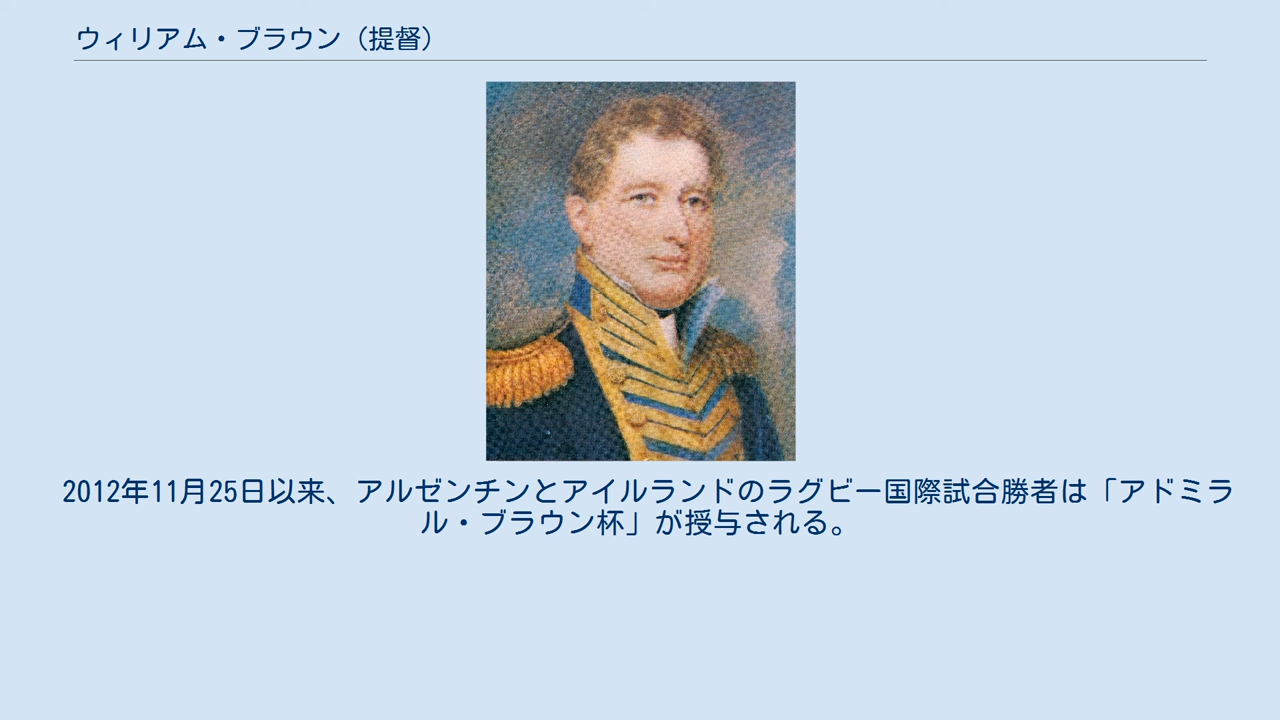 ウィリアム・ブラウン（提督）
2012年11月25日以来、アルゼンチンとアイルランドのラグビー国際試合勝者は「アドミラ
ル・ブラウン杯」が授与される。